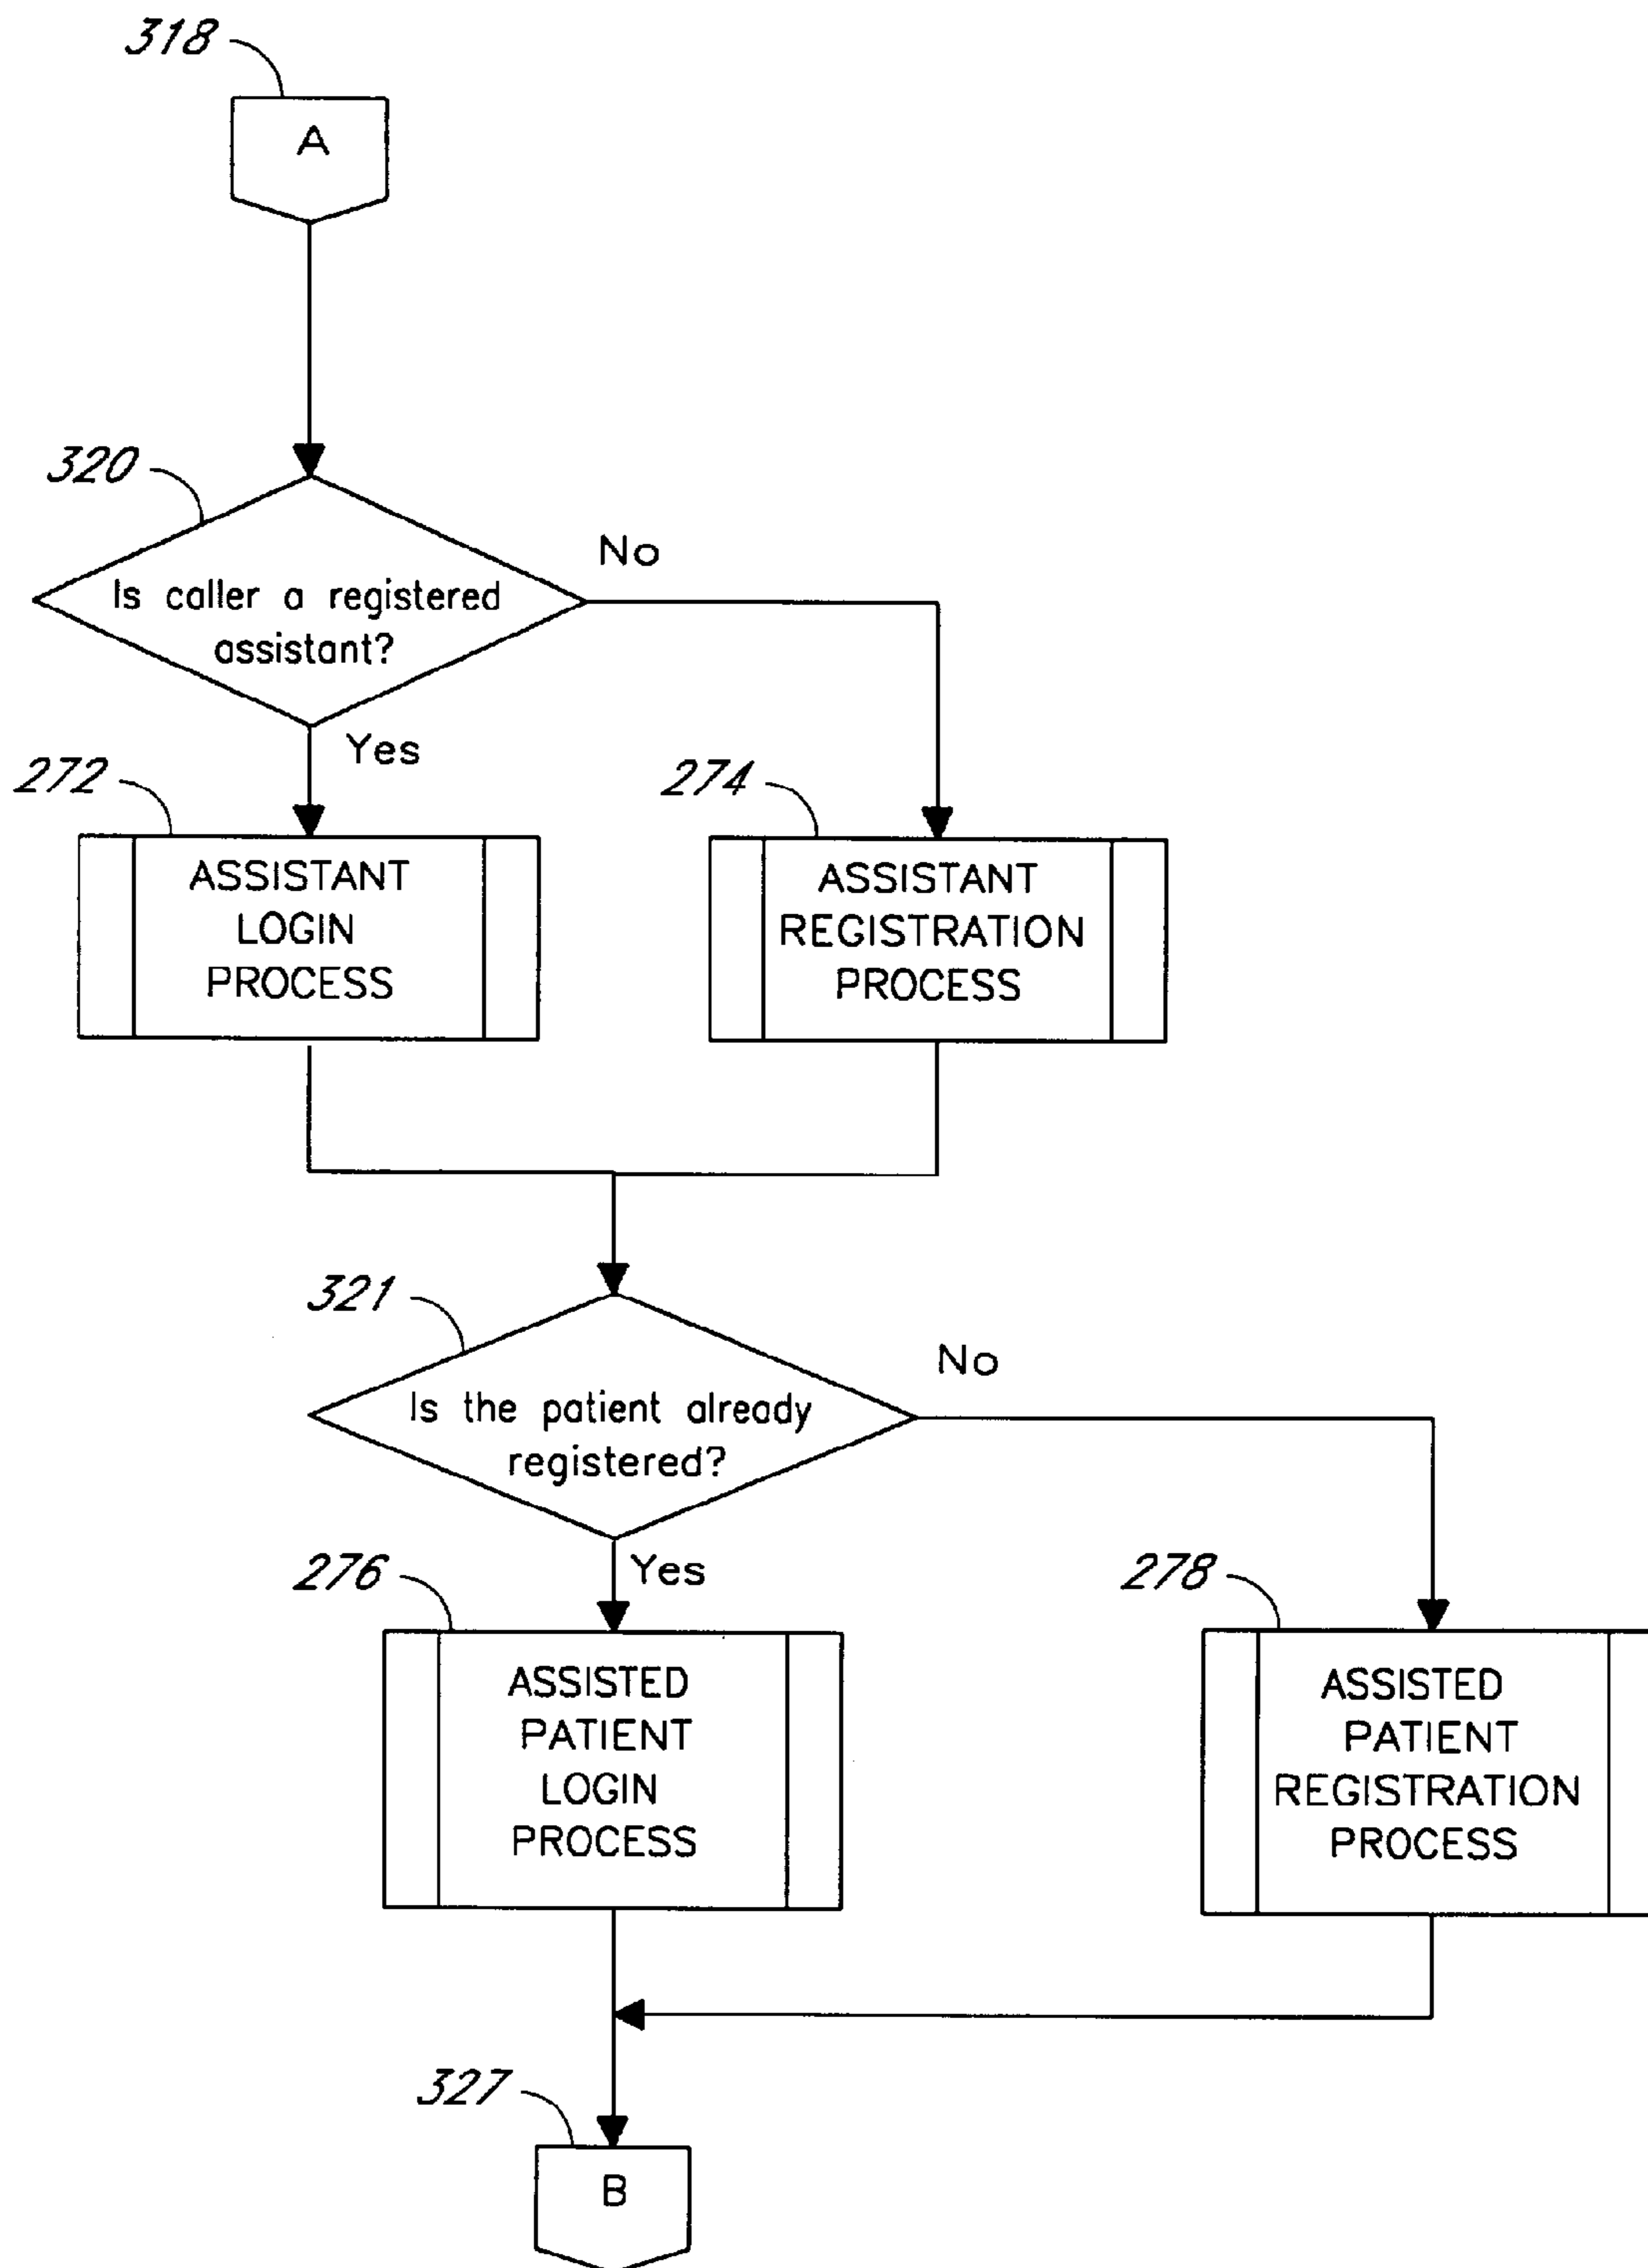 318
A
320
No
Is caller a registered
assistant?
Yes
272
274
ASSISTANT
LOGIN
PROCESS
ASSISTANT
REGISTRATION
PROCESS
321
No
Is the patient already
registered?
Yes
276
278
ASSISTED
PATIENT
LOGIN
PROCESS
ASSISTED
PATIENT
REGISTRATION
PROCESS
327
B